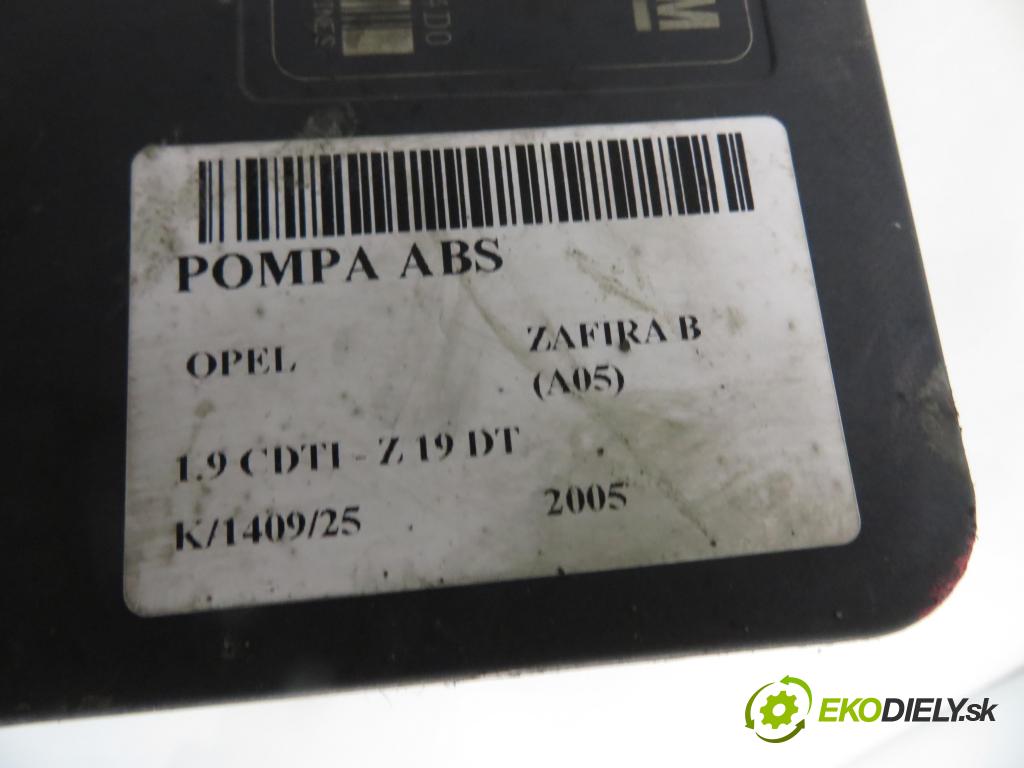 M
POMPA ABS
OPEL ZAFIRA B
(A05)
1.9 CDTI - Z 19 DT
K/1409/25 2005
EKODIELY.sk